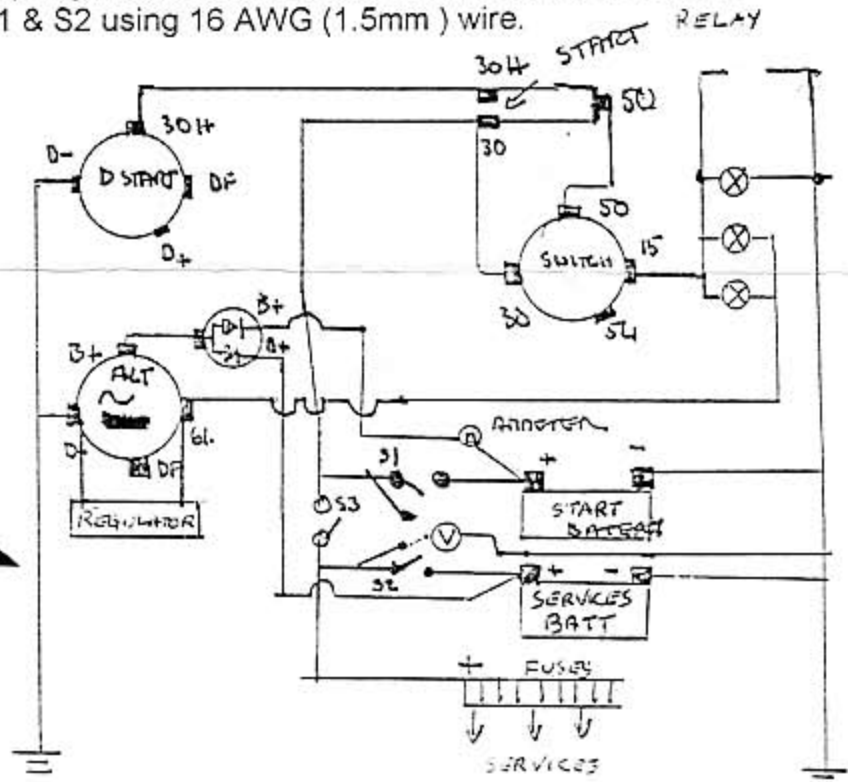 1 & S2 using 16 AWG (1.5mm ) wire.
START RELAY
30H
50
30
30H
D-
D START
DF
D+
50
SWITCH
15
30
54
B+
B+
B+
ALT
D-
61.
DF
REGULATOR
AMMETER
S1
+
-
START
BATERY
S3
V
S2
+
-
SERVICES
BATT
+
FUSES
SERVICES